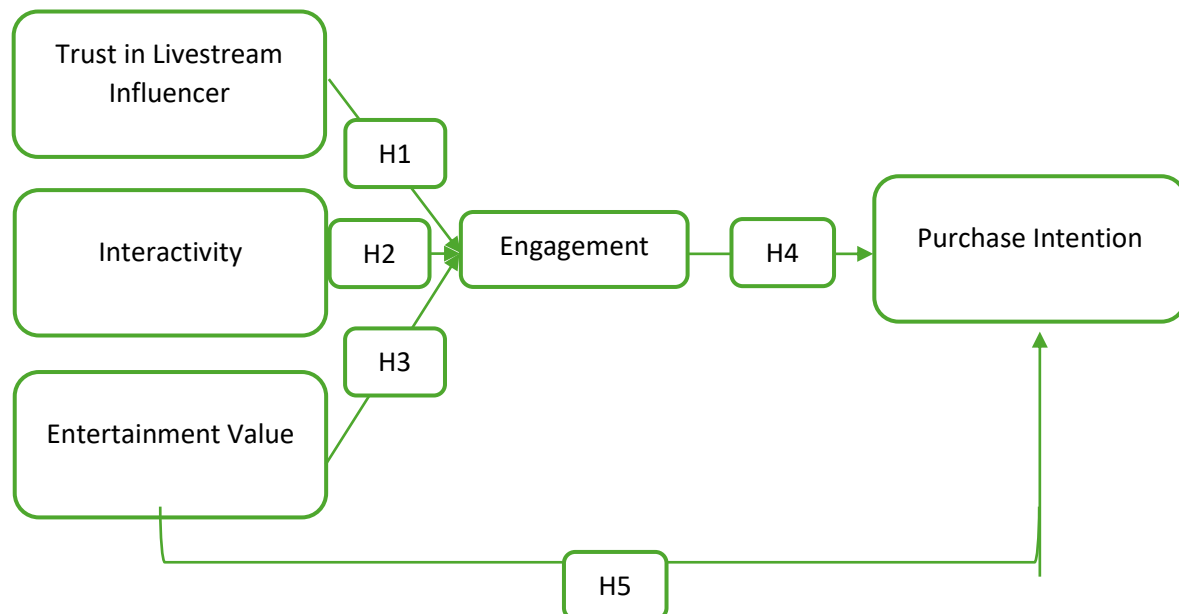 Trust in Livestream
Influencer
H1
Interactivity
H2
Engagement
H4
Purchase Intention
H3
Entertainment Value
H5